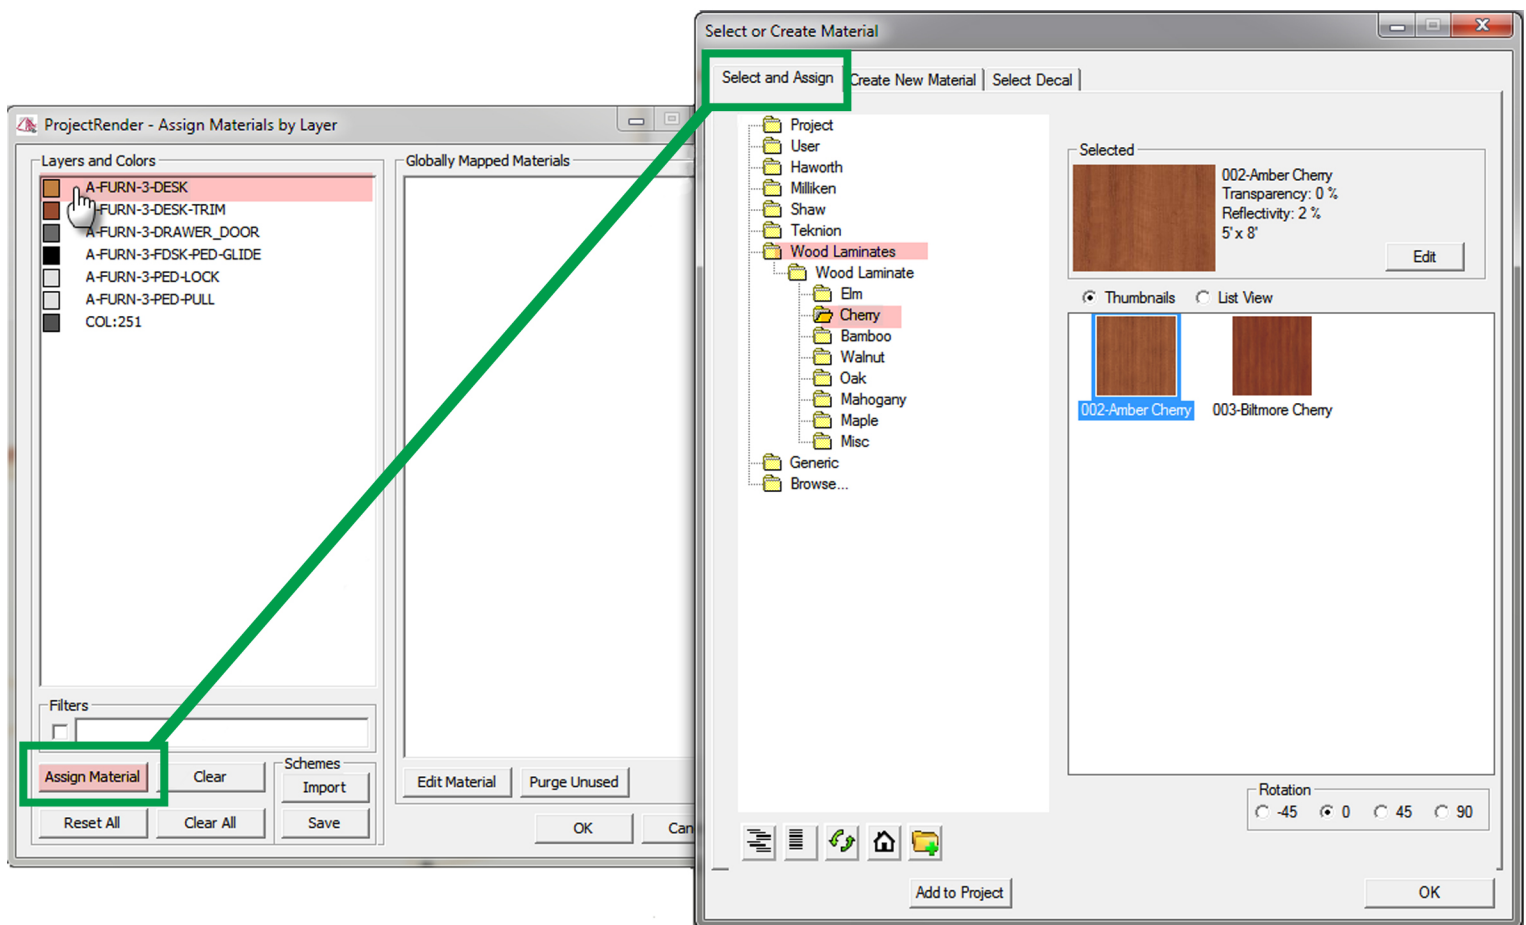 Select or Create Material
Select and Assign
Create New Material
Select Decal
ProjectRender - Assign Materials by Layer
Layers and Colors
A-FURN-3-DESK
-FURN-3-DESK-TRIM
A-FURN-3-DRAWER_DOOR
A-FURN-3-FDSK-PED-GLIDE
A-FURN-3-PED-LOCK
A-FURN-3-PED-PULL
COL:251
Globally Mapped Materials
Filters
Assign Material
Clear
Reset All
Clear All
Schemes
Import
Save
Edit Material
Purge Unused
OK
Can
Project
User
Haworth
Milliken
Shaw
Teknion
Wood Laminates
Wood Laminate
Elm
Cherry
Bamboo
Walnut
Oak
Mahogany
Maple
Misc
Generic
Browse...
Selected
002-Amber Cherry
Transparency: 0 %
Reflectivity: 2 %
5' x 8'
Edit
Thumbnails
List View
002-Amber Cherry
003-Biltmore Cherry
Rotation
-45
0
45
90
Add to Project
OK